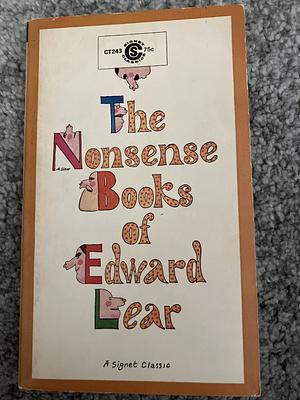 CT243 SIGNET CLASSICS 75c
The
Nonsense
Books
of
Edward
Lear
A Signet Classic